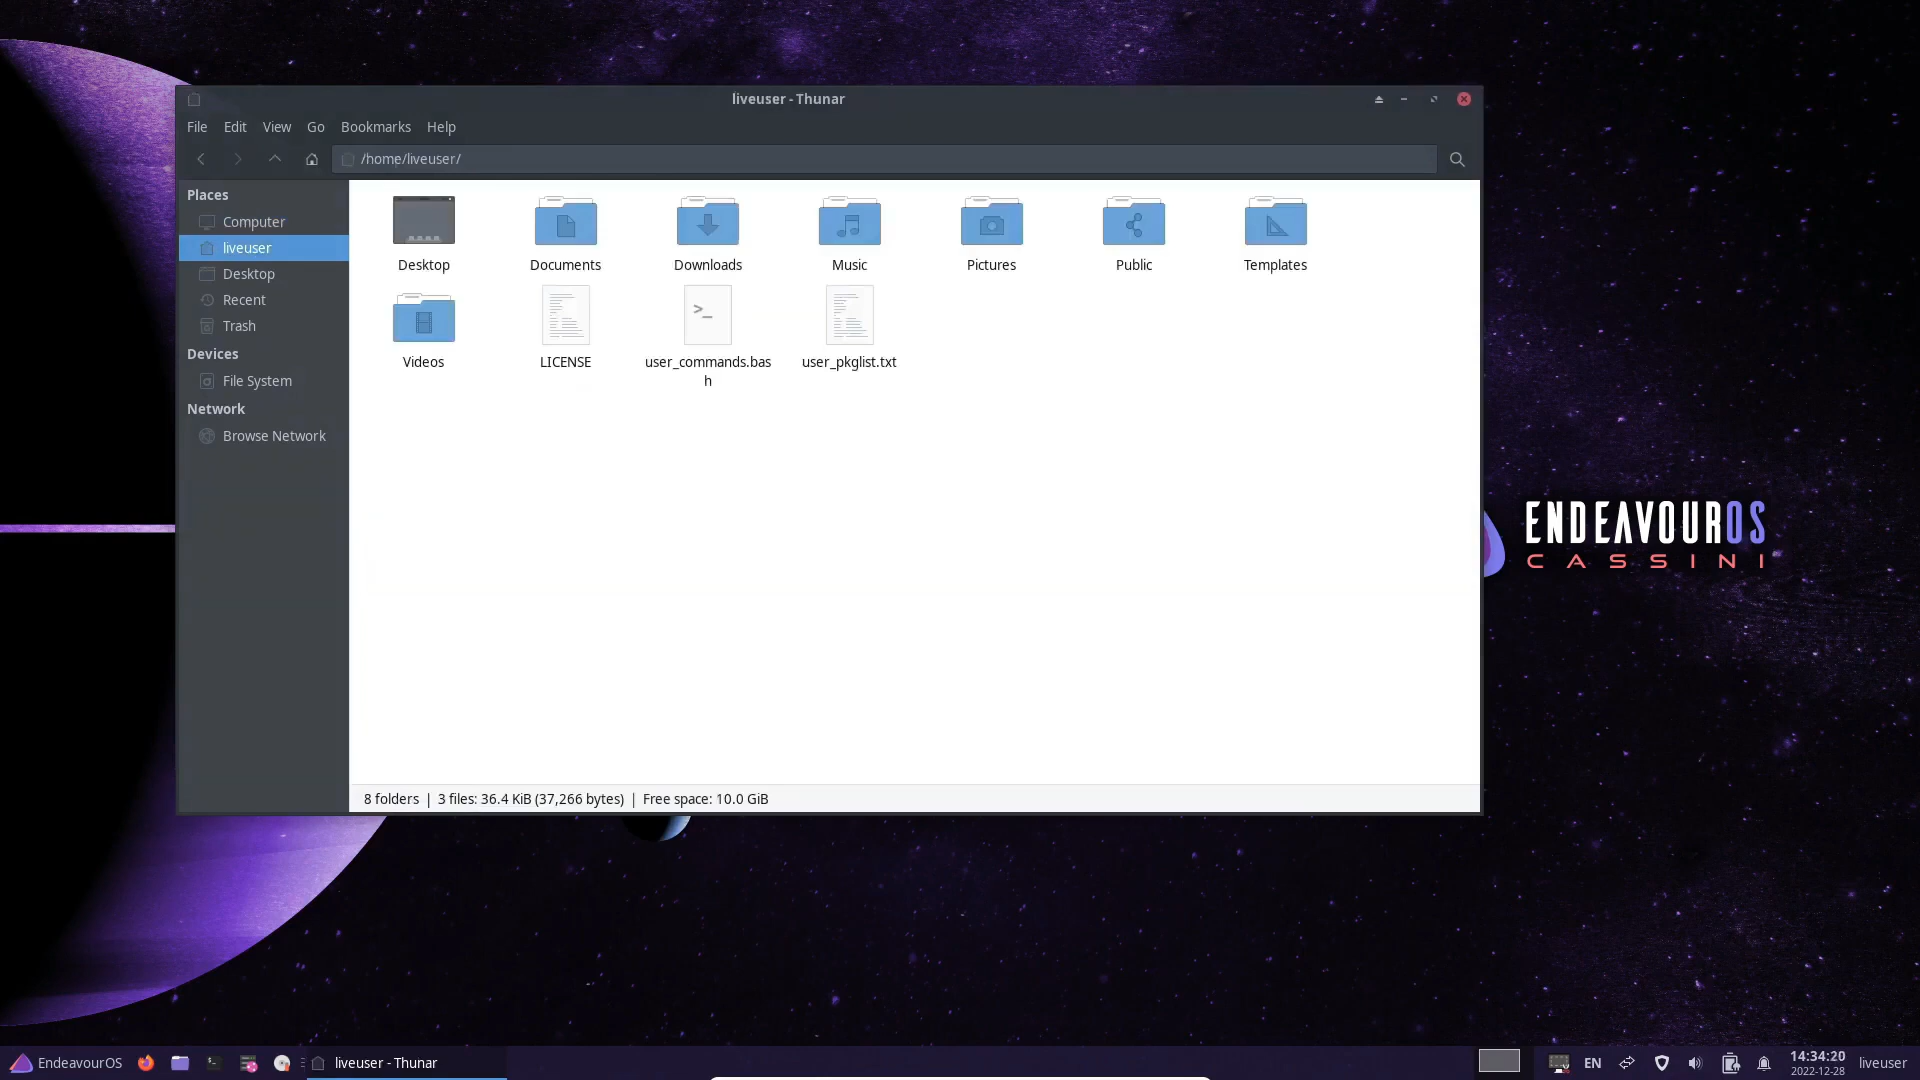 liveuser - Thunar
File Edit View Go Bookmarks Help
/home/liveuser/
Places
Computer
liveuser
Desktop
Recent
Trash
Devices
File System
Network
Browse Network
Desktop Documents Downloads Music Pictures Public Templates
Videos LICENSE user_commands.bas user_pkglist.txt
h
8 folders | 3 files: 36.4 KiB (37,266 bytes) | Free space: 10.0 GiB
ENDEAVOUROS
CASSINI
EndeavourOS liveuser - Thunar EN 14:34:20 liveuser
2022-12-28